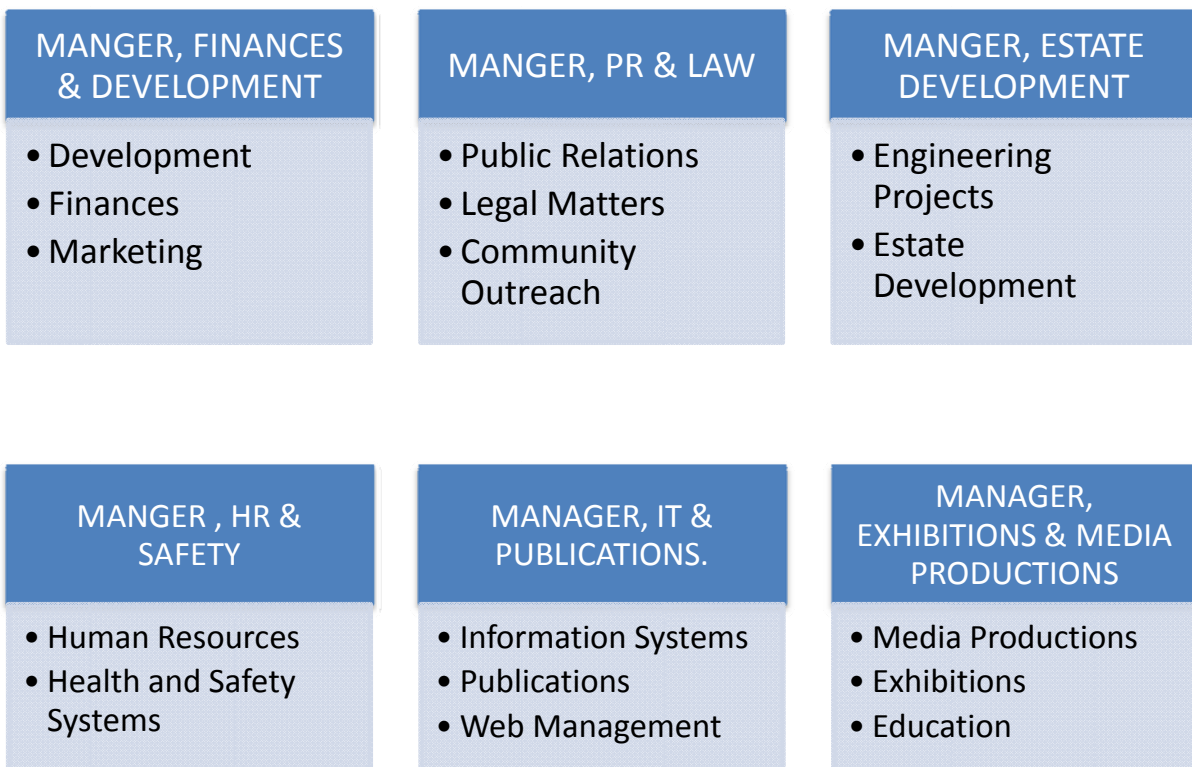 MANGER, FINANCES
& DEVELOPMENT
• Development
• Finances
• Marketing
MANGER, PR & LAW
• Public Relations
• Legal Matters
• Community
Outreach
MANGER, ESTATE
DEVELOPMENT
• Engineering
Projects
• Estate
Development
MANGER , HR &
SAFETY
• Human Resources
• Health and Safety
Systems
MANAGER, IT &
PUBLICATIONS.
• Information Systems
• Publications
• Web Management
MANAGER,
EXHIBITIONS & MEDIA
PRODUCTIONS
• Media Productions
• Exhibitions
• Education